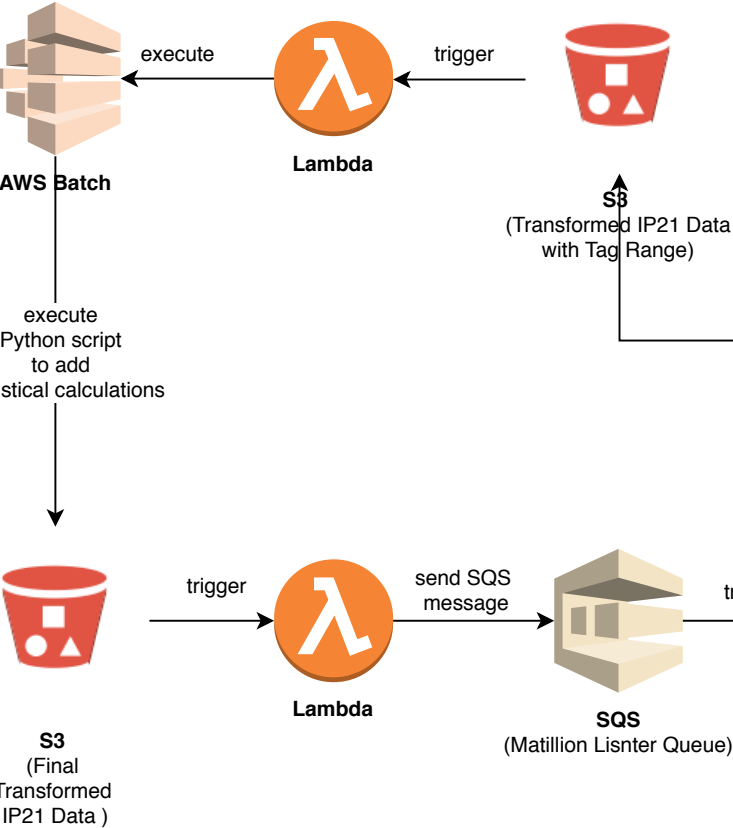 execute
trigger
AWS Batch
Lambda
S3
(Transformed IP21 Data
with Tag Range)
execute
Python script
to add
stical calculations
trigger
send SQS
message
tr
Lambda
SQS
(Matillion Lisnter Queue)
S3
(Final
Transformed
IP21 Data )